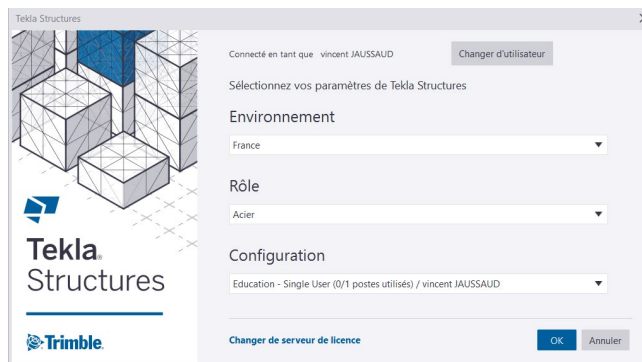 Tekla Structures
Connecté en tant que vincent JAUSSAUD
Changer d'utilisateur
Sélectionnez vos paramètres de Tekla Structures
Environnement
France
Rôle
Acier
Configuration
Education - Single User (0/1 postes utilisés) / vincent JAUSSAUD
Tekla®
Structures
Trimble.
Changer de serveur de licence
OK
Annuler